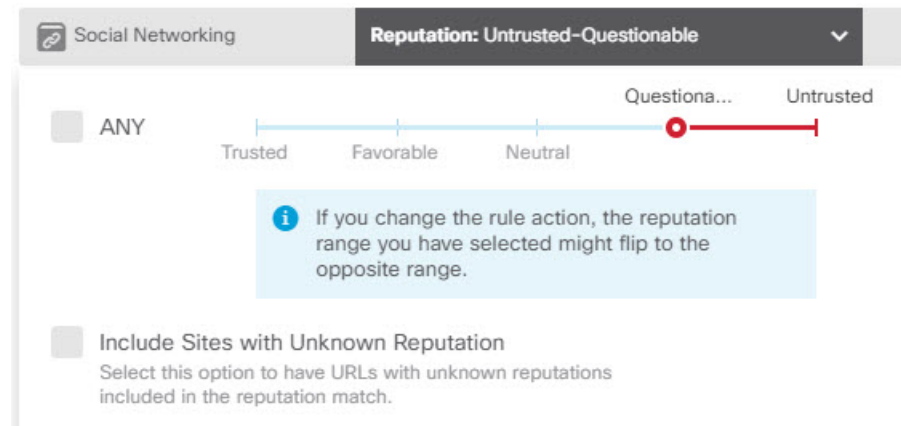 Social Networking
Reputation: Untrusted-Questionable
Questiona... Untrusted
ANY
Trusted Favorable Neutral
If you change the rule action, the reputation
range you have selected might flip to the
opposite range.
Include Sites with Unknown Reputation
Select this option to have URLs with unknown reputations
included in the reputation match.